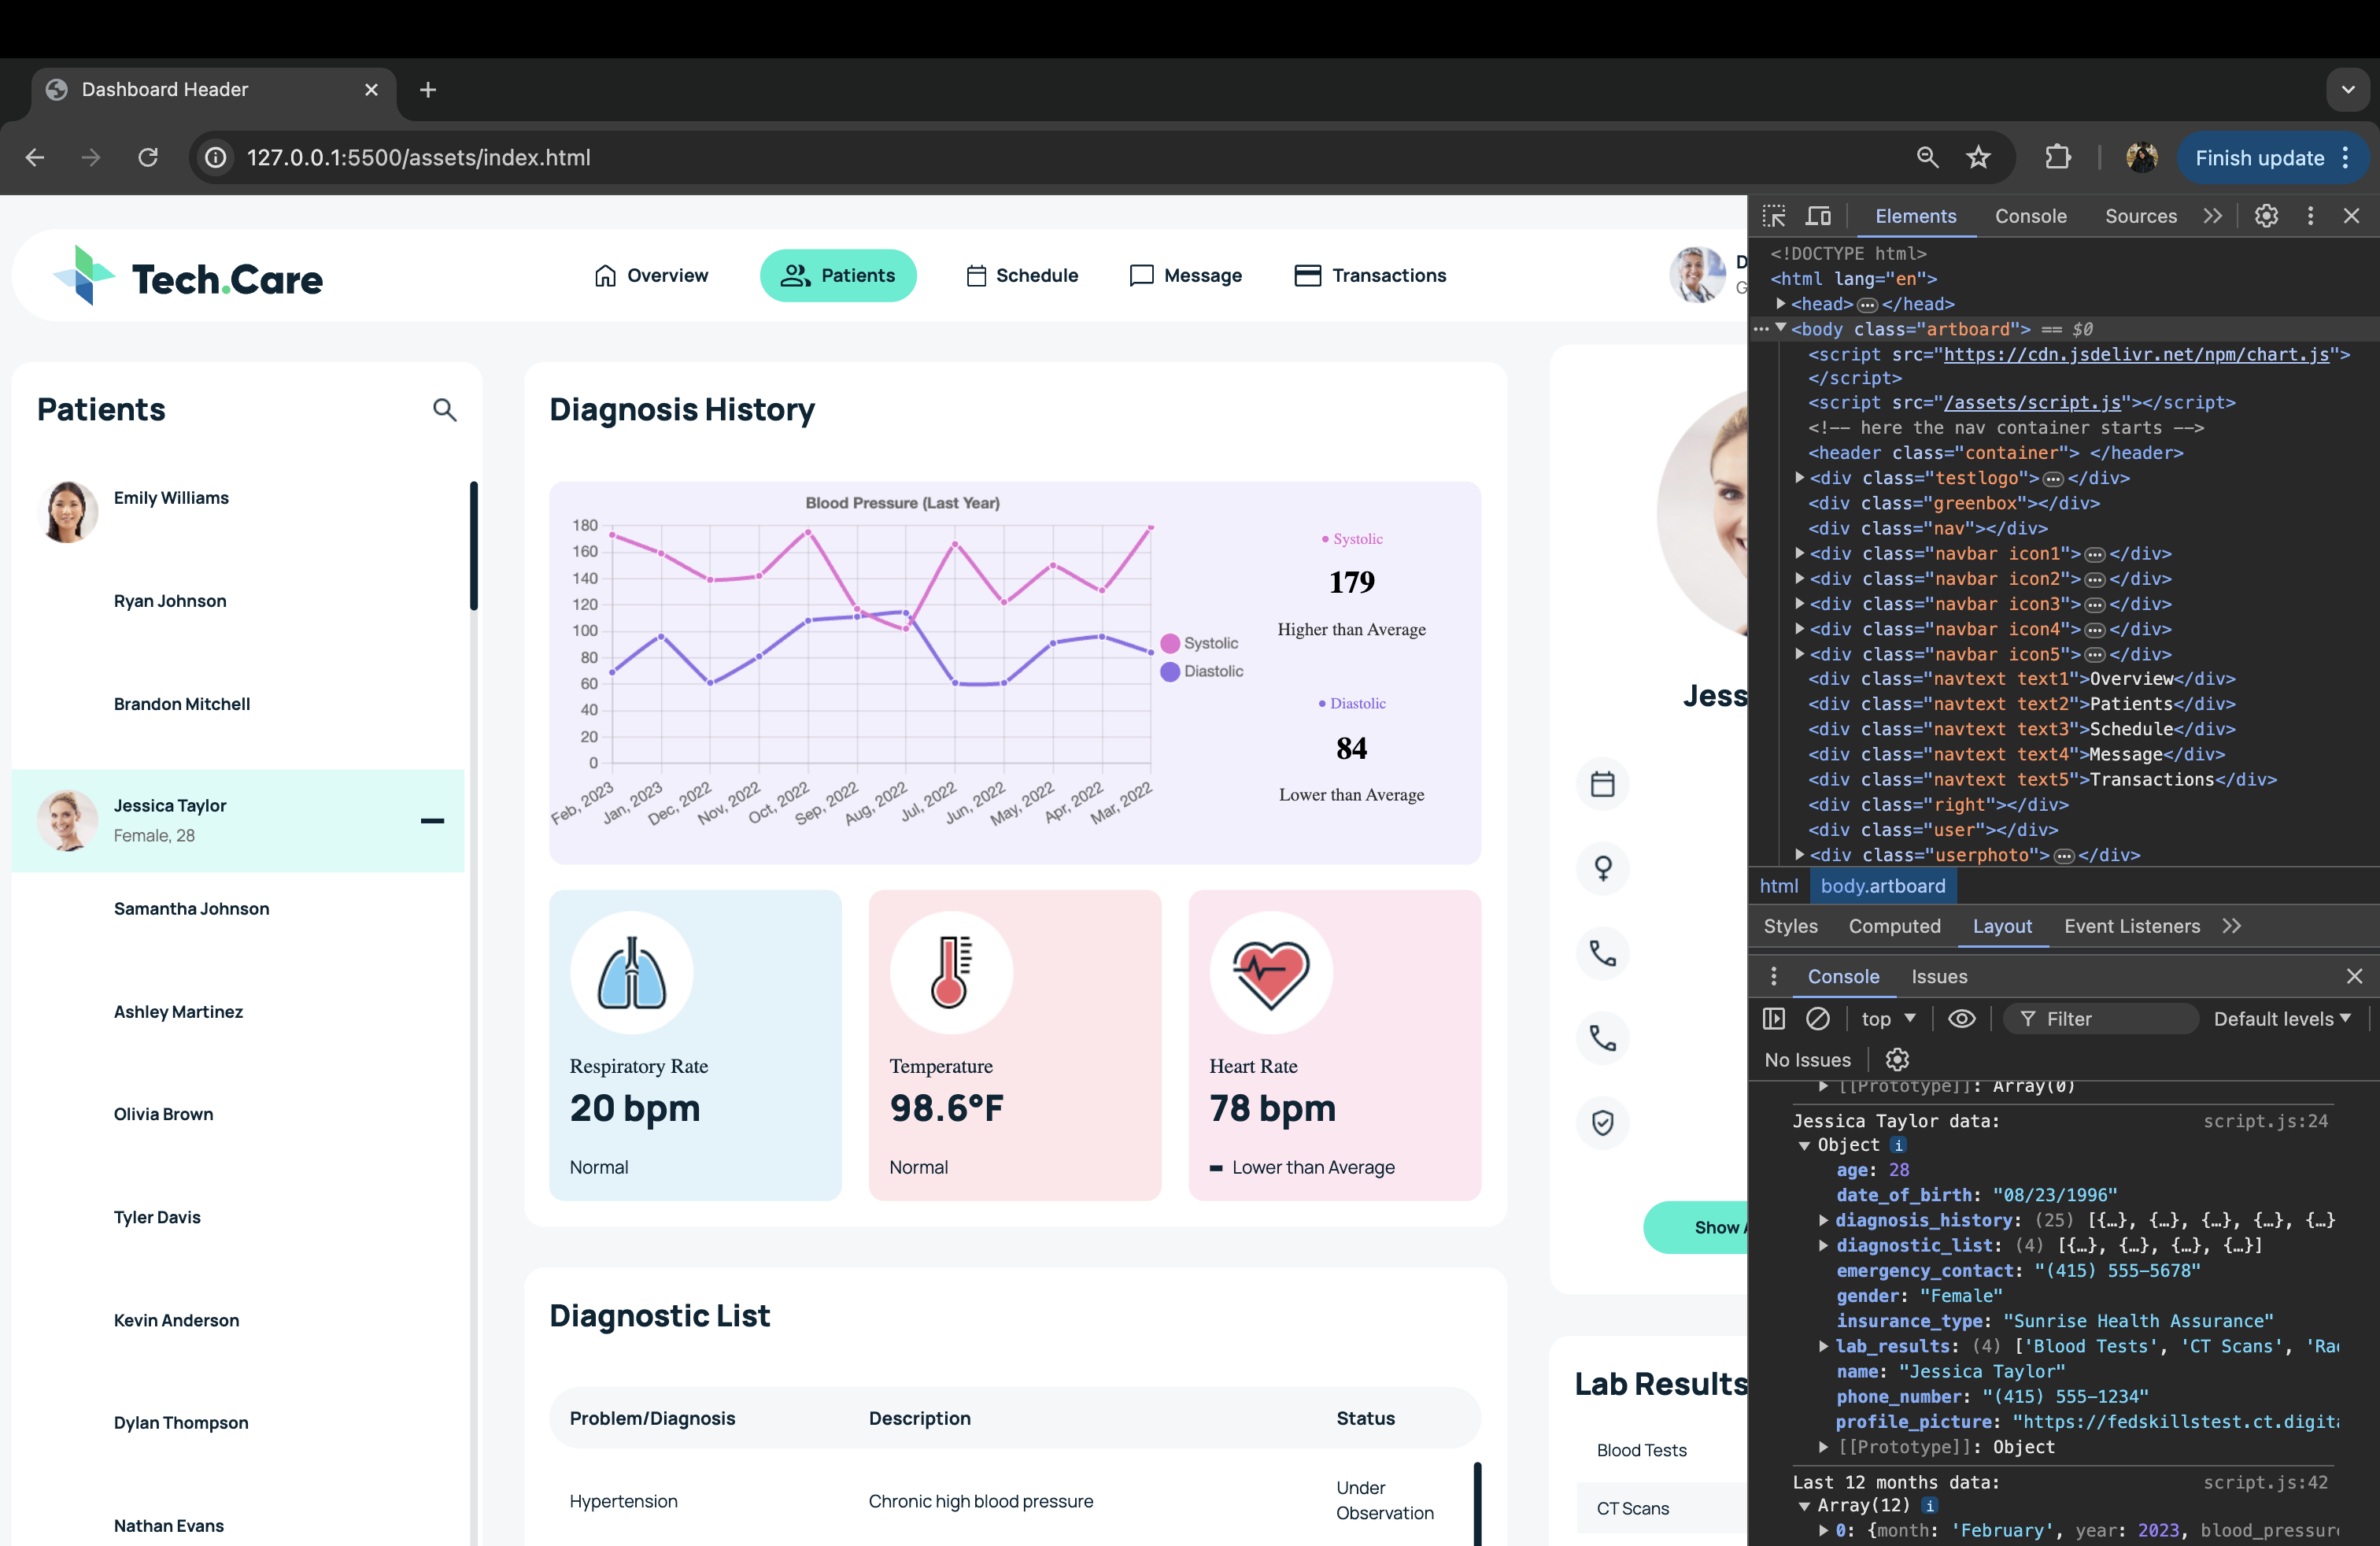 Dashboard Header
127.0.0.1:5500/assets/index.html
Finish update
Tech.Care
Overview
Patients
Schedule
Message
Transactions
Patients
Emily Williams
Ryan Johnson
Brandon Mitchell
Jessica Taylor
Female, 28
Samantha Johnson
Ashley Martinez
Olivia Brown
Tyler Davis
Kevin Anderson
Dylan Thompson
Nathan Evans
Diagnosis History
Blood Pressure (Last Year)
180
160
140
120
100
80
60
40
20
0
Feb, 2023
Jan, 2023
Dec, 2022
Nov, 2022
Oct, 2022
Sep, 2022
Aug, 2022
Jul, 2022
Jun, 2022
May, 2022
Apr, 2022
Mar, 2022
Systolic
Diastolic
• Systolic
179
Higher than Average
• Diastolic
84
Lower than Average
Respiratory Rate
20 bpm
Normal
Temperature
98.6°F
Normal
Heart Rate
78 bpm
Lower than Average
Diagnostic List
Problem/Diagnosis Description Status
Hypertension Chronic high blood pressure Under
Observation
D
G
Jess
Show
Lab Results
Blood Tests
CT Scans
Elements Console Sources
<!DOCTYPE html>
<html lang="en">
<head>…</head>
<body class="artboard"> == $0
<script src="https://cdn.jsdelivr.net/npm/chart.js">
</script>
<script src="/assets/script.js"></script>
<!-- here the nav container starts -->
<header class="container"> </header>
<div class="testlogo">…</div>
<div class="greenbox"></div>
<div class="nav"></div>
<div class="navbar icon1">…</div>
<div class="navbar icon2">…</div>
<div class="navbar icon3">…</div>
<div class="navbar icon4">…</div>
<div class="navbar icon5">…</div>
<div class="navtext text1">Overview</div>
<div class="navtext text2">Patients</div>
<div class="navtext text3">Schedule</div>
<div class="navtext text4">Message</div>
<div class="navtext text5">Transactions</div>
<div class="right"></div>
<div class="user"></div>
<div class="userphoto">…</div>
html body.artboard
Styles Computed Layout Event Listeners
Console Issues
top Filter Default levels
No Issues
[[Prototype]]: Array(0)
Jessica Taylor data: script.js:24
Object
age: 28
date_of_birth: "08/23/1996"
diagnosis_history: (25) [{…}, {…}, {…}, {…}, {…}
diagnostic_list: (4) [{…}, {…}, {…}, {…}]
emergency_contact: "(415) 555-5678"
gender: "Female"
insurance_type: "Sunrise Health Assurance"
lab_results: (4) ['Blood Tests', 'CT Scans', 'Ra
name: "Jessica Taylor"
phone_number: "(415) 555-1234"
profile_picture: "https://fedskillstest.ct.digit
[[Prototype]]: Object
Last 12 months data: script.js:42
Array(12)
0: {month: 'February', year: 2023, blood_pressur